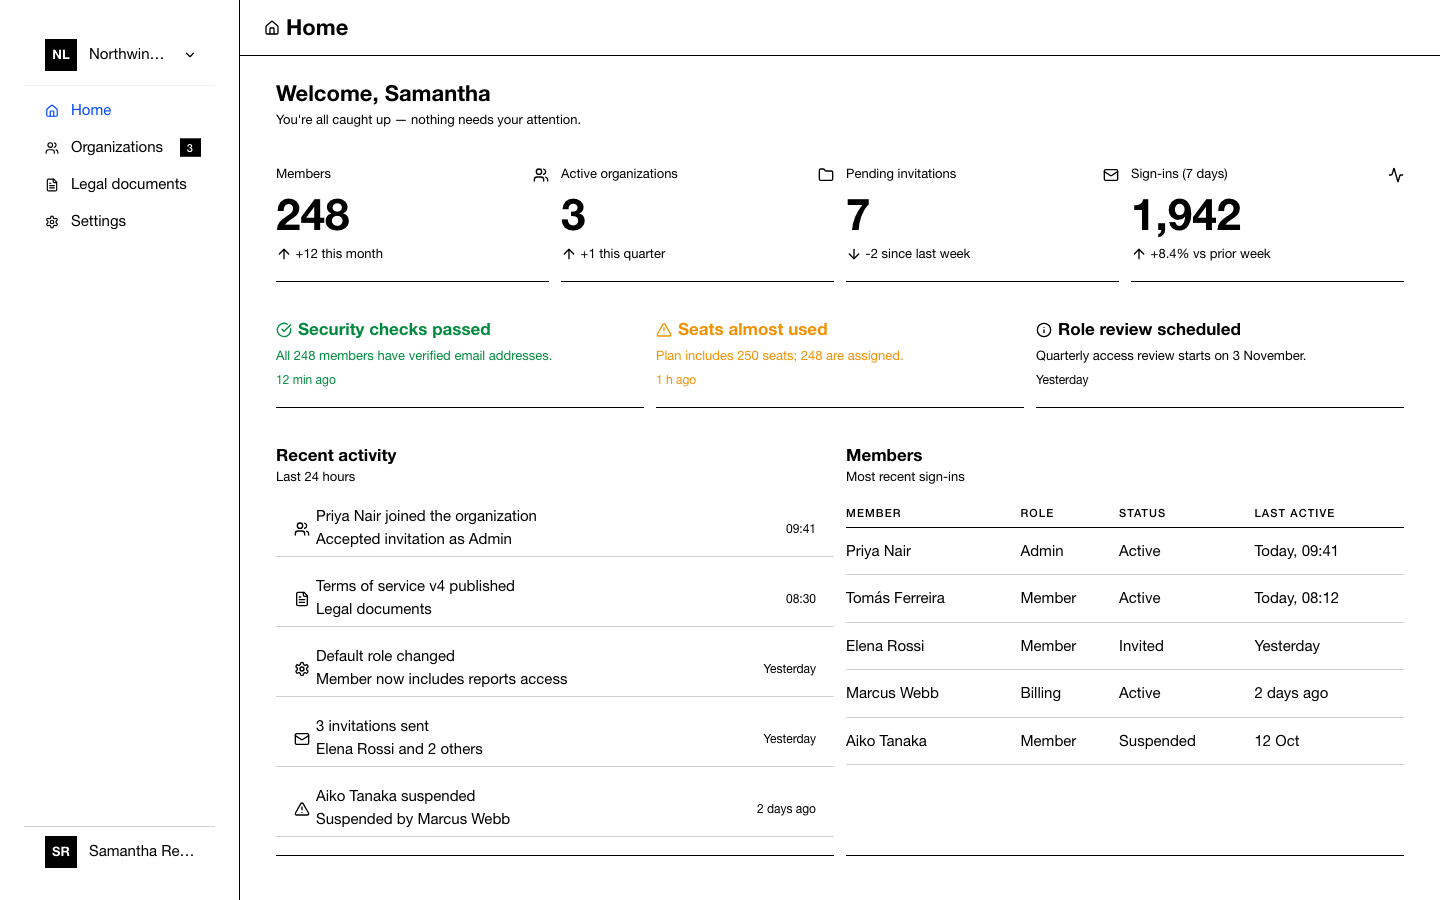 NL
Northwin...
Home
Organizations
3
Legal documents
Settings
SR
Samantha Re...
Home
Welcome, Samantha
You're all caught up — nothing needs your attention.
Members
248
+12 this month
Active organizations
3
+1 this quarter
Pending invitations
7
-2 since last week
Sign-ins (7 days)
1,942
+8.4% vs prior week
Security checks passed
All 248 members have verified email addresses.
12 min ago
Seats almost used
Plan includes 250 seats; 248 are assigned.
1 h ago
Role review scheduled
Quarterly access review starts on 3 November.
Yesterday
Recent activity
Last 24 hours
Priya Nair joined the organization
Accepted invitation as Admin
09:41
Terms of service v4 published
Legal documents
08:30
Default role changed
Member now includes reports access
Yesterday
3 invitations sent
Elena Rossi and 2 others
Yesterday
Aiko Tanaka suspended
Suspended by Marcus Webb
2 days ago
Members
Most recent sign-ins
MEMBER ROLE STATUS LAST ACTIVE
Priya Nair Admin Active Today, 09:41
Tomás Ferreira Member Active Today, 08:12
Elena Rossi Member Invited Yesterday
Marcus Webb Billing Active 2 days ago
Aiko Tanaka Member Suspended 12 Oct